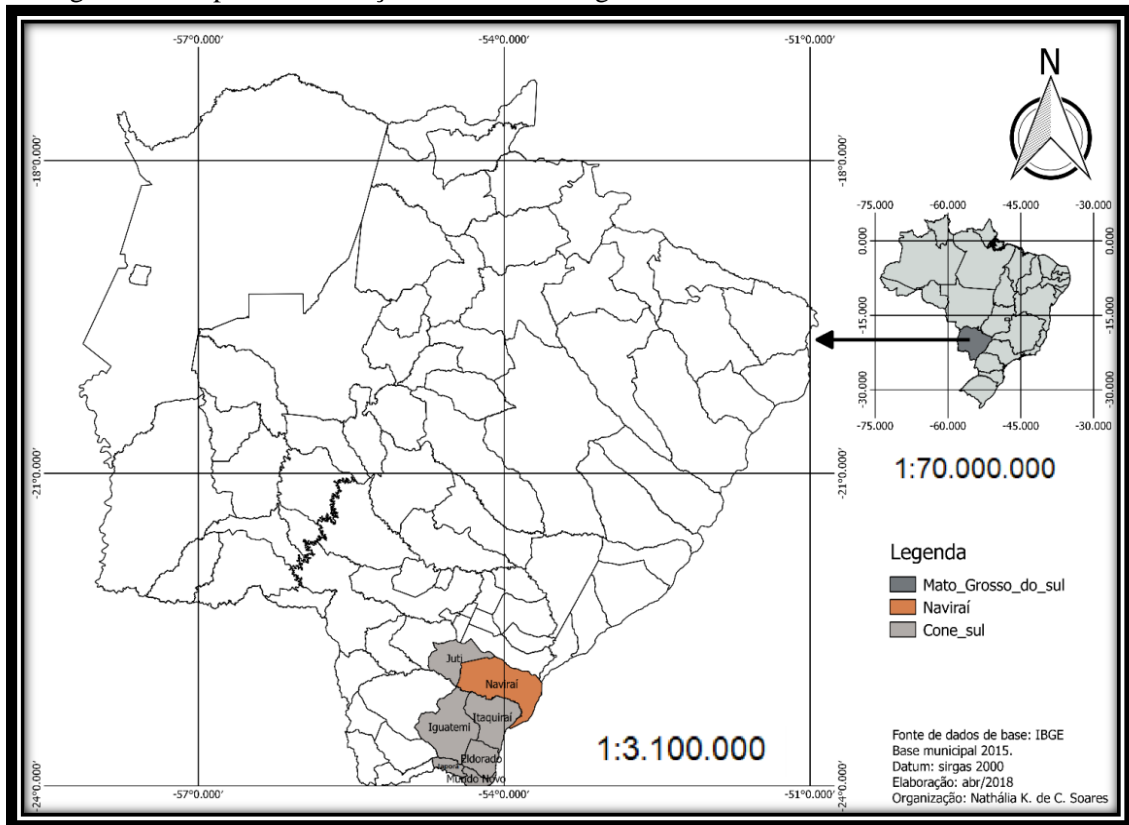 -57°0.000′ -54°0.000′ -51°0.000′
N
-18°0.000′ -18°0.000′
-75.000 -60.000 -45.000 -30.000
0.000 0.000
-15.000 -15.000
-30.000 -30.000
-75.000 -60.000 -45.000 -30.000
1:70.000.000
-21°0.000′ -21°0.000′
Legenda
Mato_Grosso_do_sul
Naviraí
Cone_sul
Juti
Naviraí
Itaquiraí
Iguatemi
Eldorado
Japorã
Mundo Novo
1:3.100.000
Fonte de dados de base: IBGE
Base municipal 2015.
Datum: sirgas 2000
Elaboração: abr/2018
Organização: Nathália K. de C. Soares
-24°0.000′ -24°0.000′
-57°0.000′ -54°0.000′ -51°0.000′